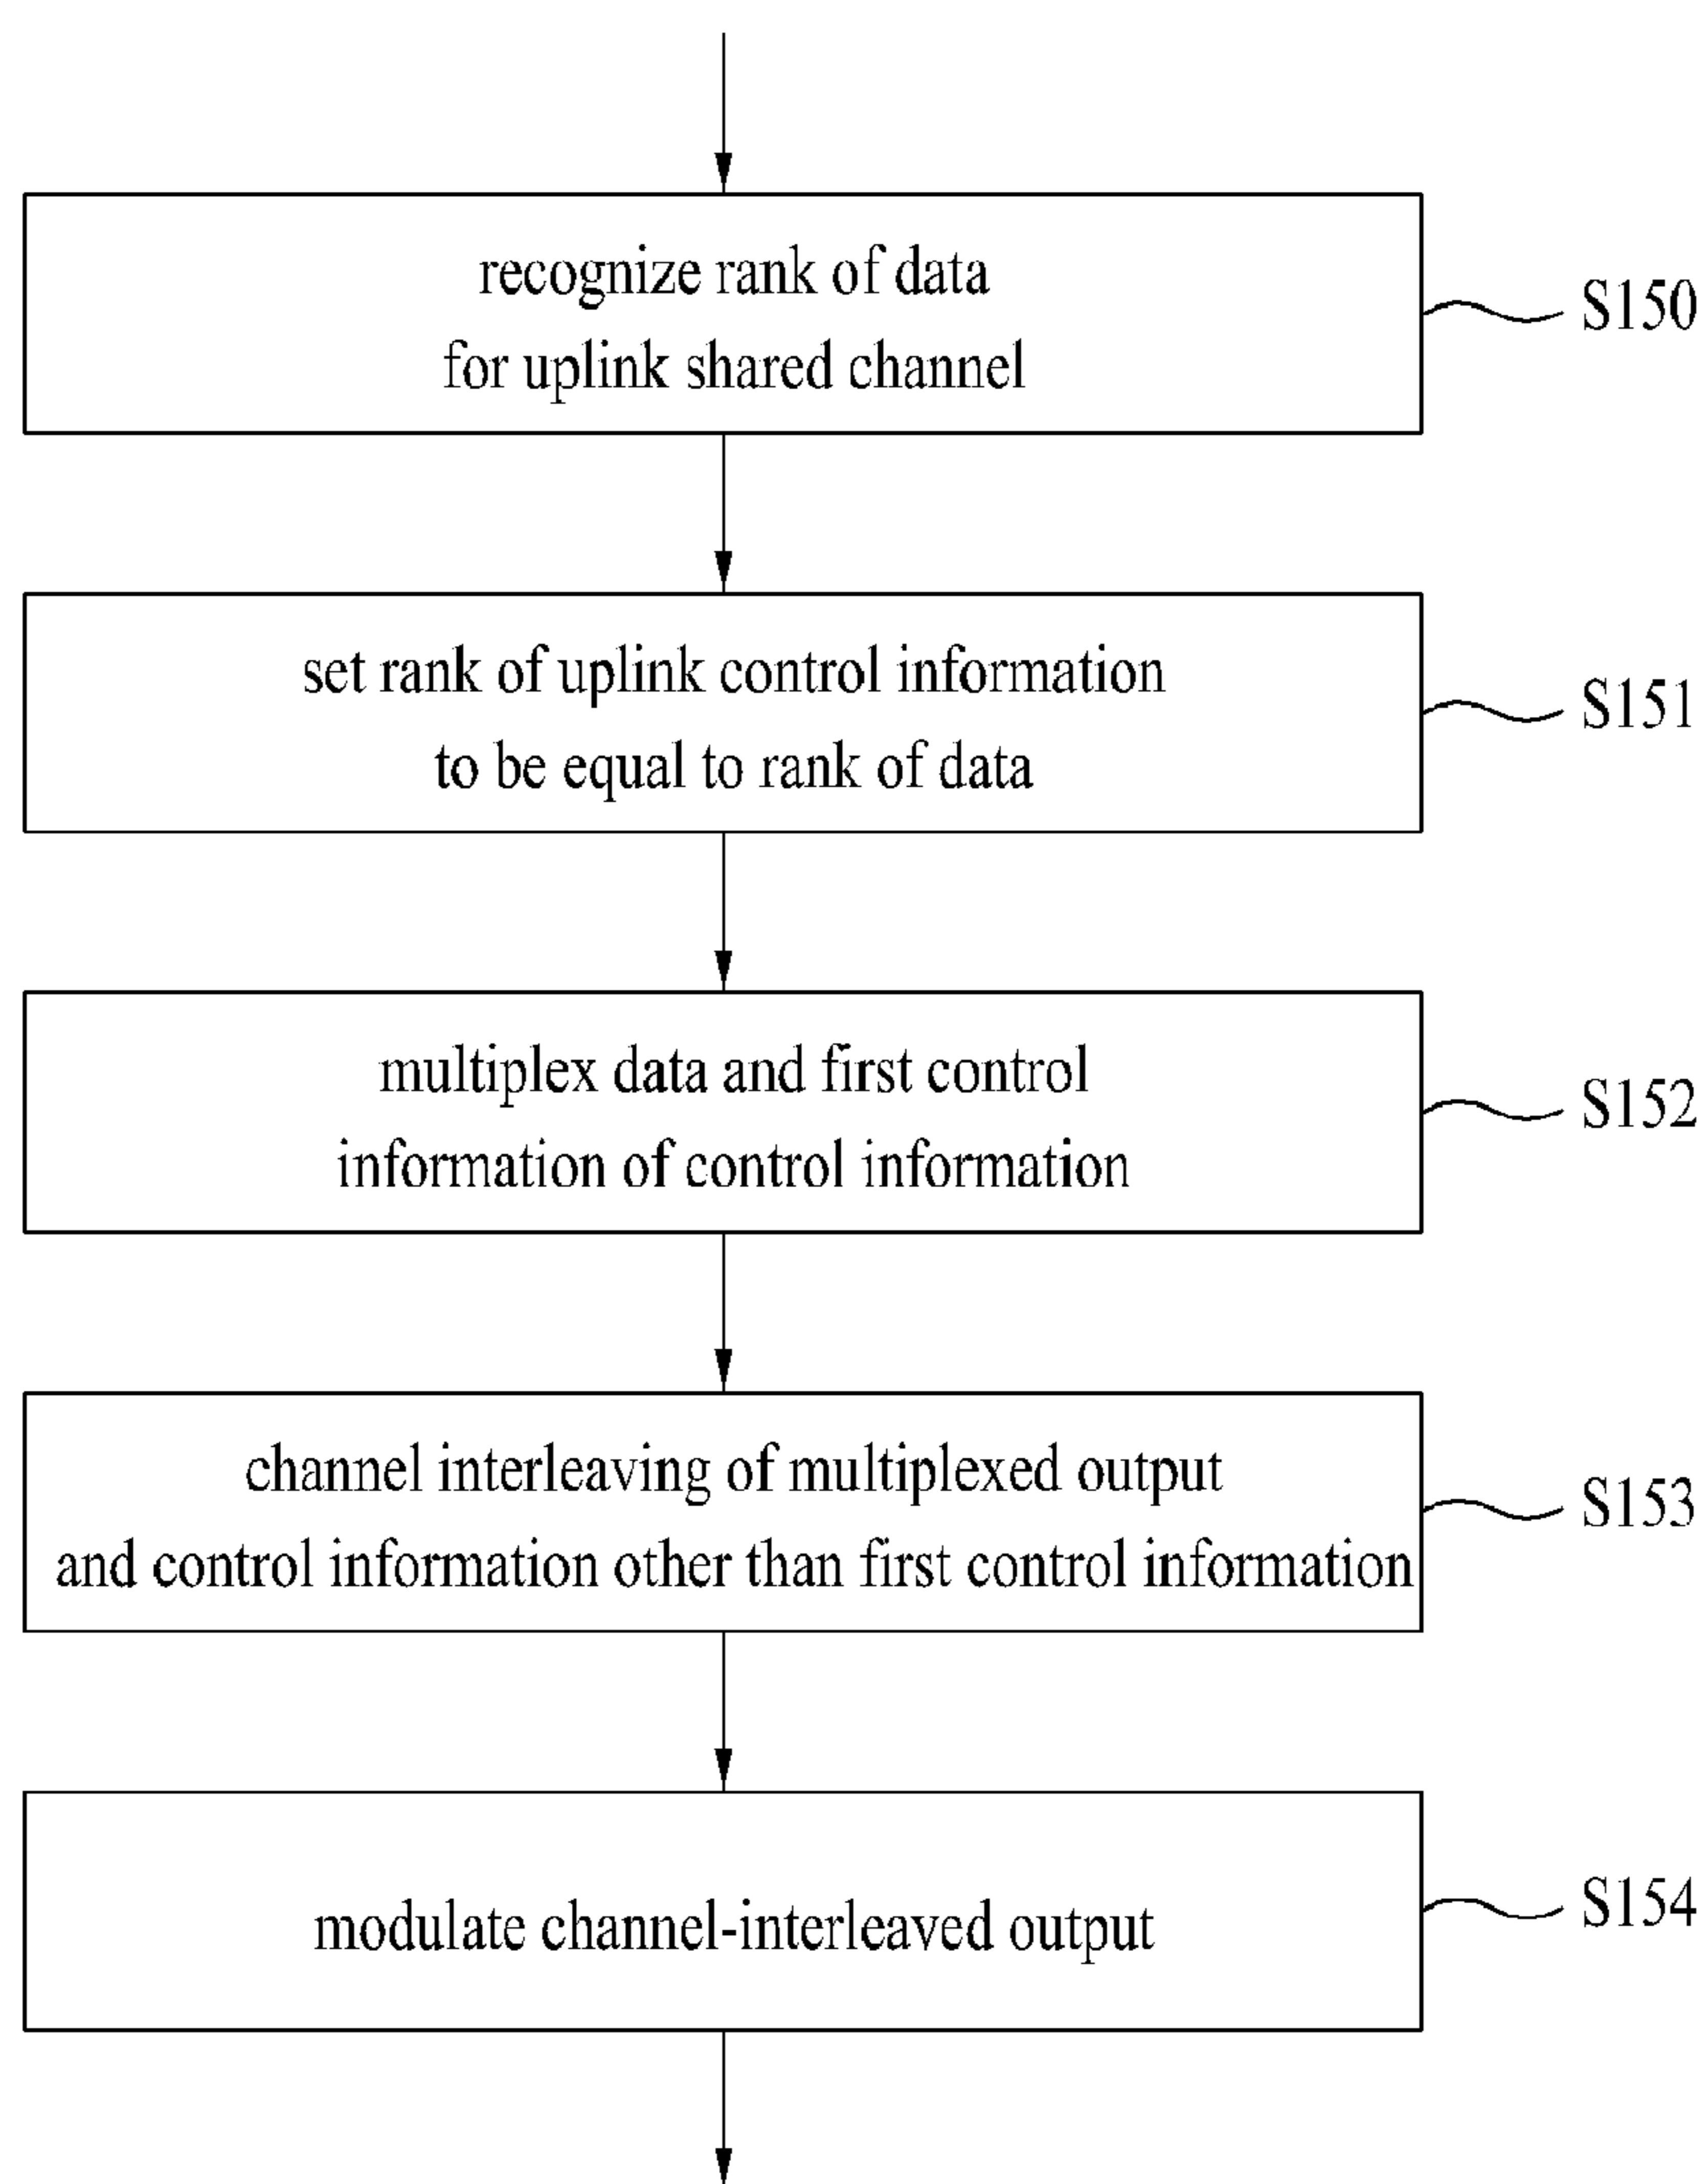 recognize rank of data
for uplink shared channel
S150
set rank of uplink control information
to be equal to rank of data
S151
multiplex data and first control
information of control information
S152
channel interleaving of multiplexed output
and control information other than first control information
S153
modulate channel-interleaved output
S154